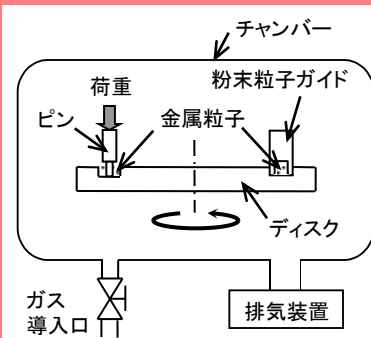 チャンバー
荷重
粉末粒子ガイド
ピン
金属粒子
ディスク
ガス
導入口
排気装置